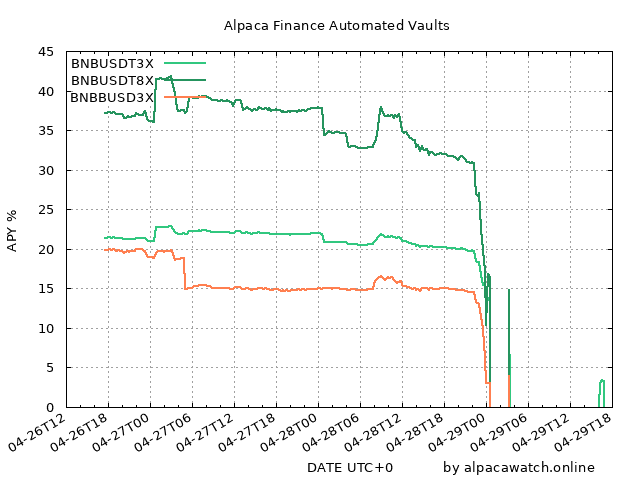 Alpaca Finance Automated Vaults
BNBUSDT3X
BNBUSDT8X
BNBBUSD3X
45
40
35
30
25
20
15
10
5
0
APY %
04-26T12
04-26T18
04-27T00
04-27T06
04-27T12
04-27T18
04-28T00
04-28T06
04-28T12
04-28T18
04-29T00
04-29T06
04-29T12
04-29T18
DATE UTC+0
by alpacawatch.online